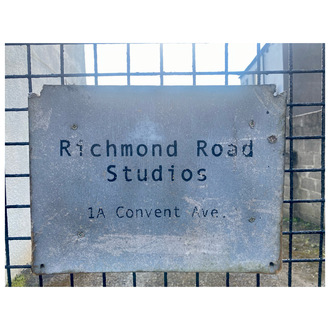 Richmond Road
Studios
1A Convent Ave.